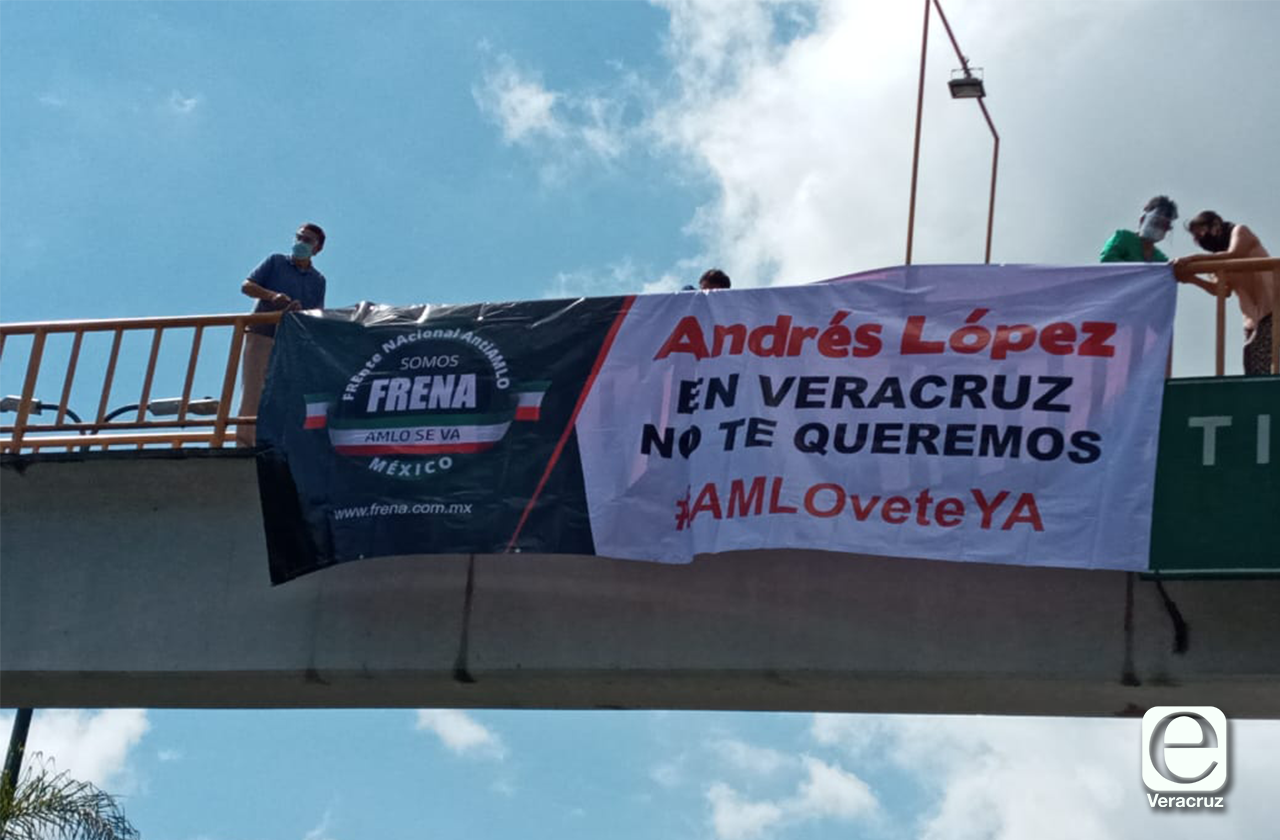 FREnte NAcional AntiAMLO
SOMOS
FRENA
AMLO SE VA
MÉXICO
www.frena.com.mx
Andrés López
EN VERACRUZ
NO TE QUEREMOS
#AMLOveteYA
TI
e
Veracruz